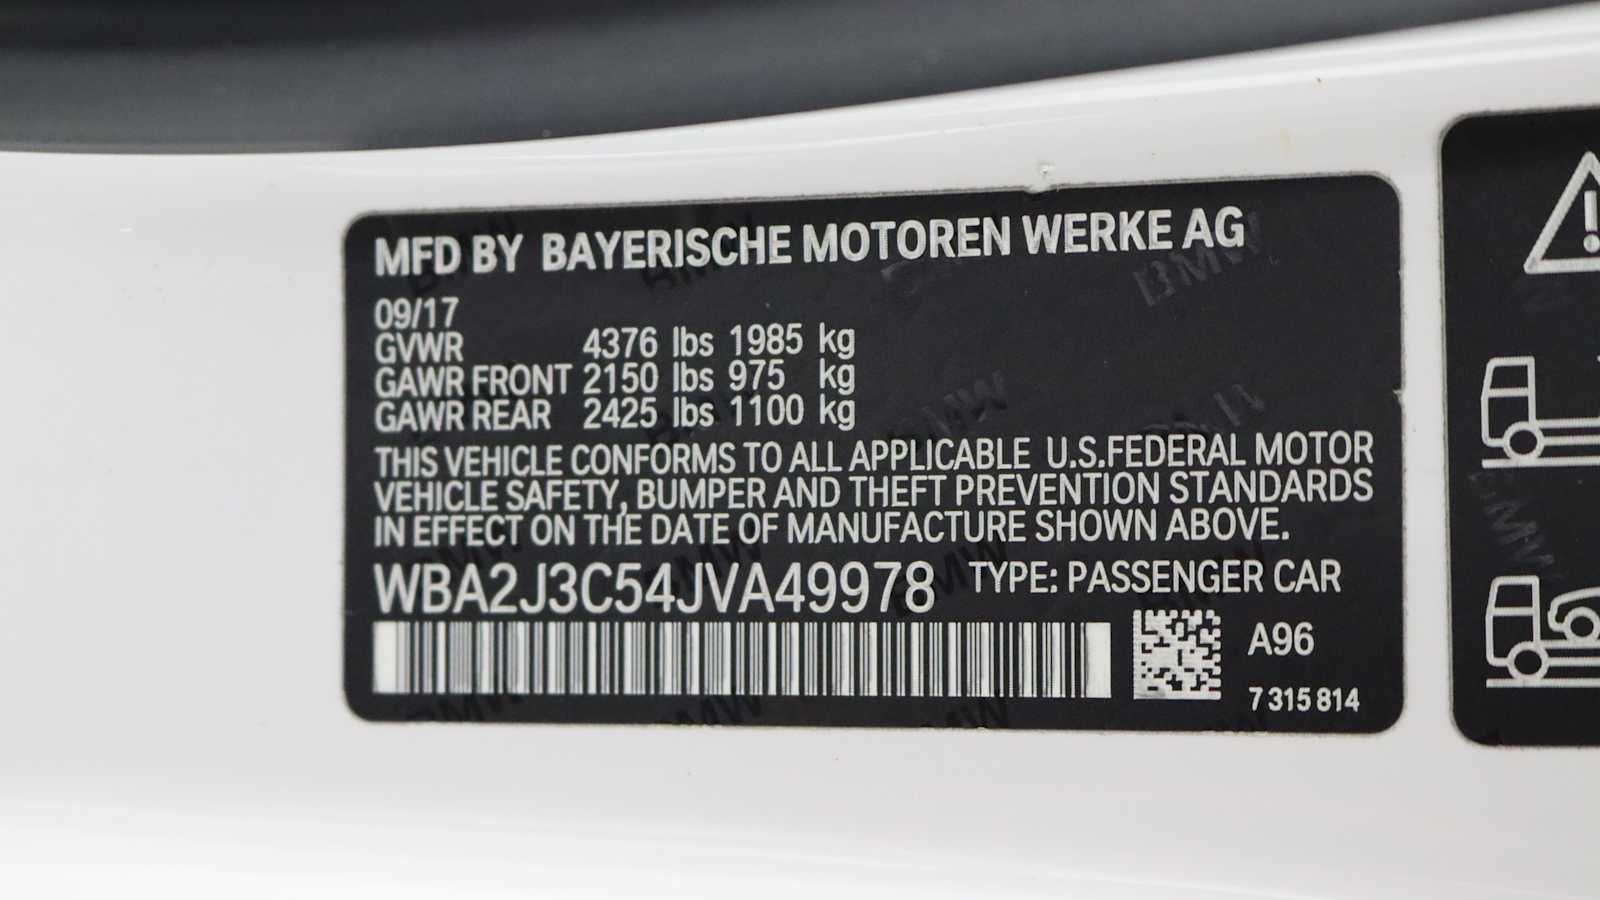 MFD BY BAYERISCHE MOTOREN WERKE AG
09/17
GVWR 4376 lbs 1985 kg
GAWR FRONT 2150 lbs 975 kg
GAWR REAR 2425 lbs 1100 kg
THIS VEHICLE CONFORMS TO ALL APPLICABLE U.S.FEDERAL MOTOR
VEHICLE SAFETY, BUMPER AND THEFT PREVENTION STANDARDS
IN EFFECT ON THE DATE OF MANUFACTURE SHOWN ABOVE.
WBA2J3C54JVA49978 TYPE: PASSENGER CAR
A96
7 315 814